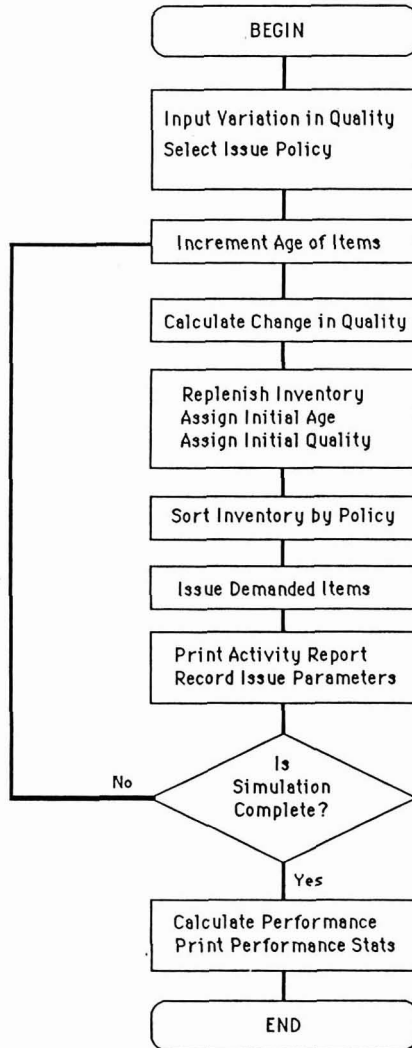 BEGIN
Input Variation in Quality
Select Issue Policy
Increment Age of Items
Calculate Change in Quality
Replenish Inventory
Assign Initial Age
Assign Initial Quality
Sort Inventory by Policy
Issue Demanded Items
Print Activity Report
Record Issue Parameters
Is
Simulation
Complete?
No
Yes
Calculate Performance
Print Performance Stats
END